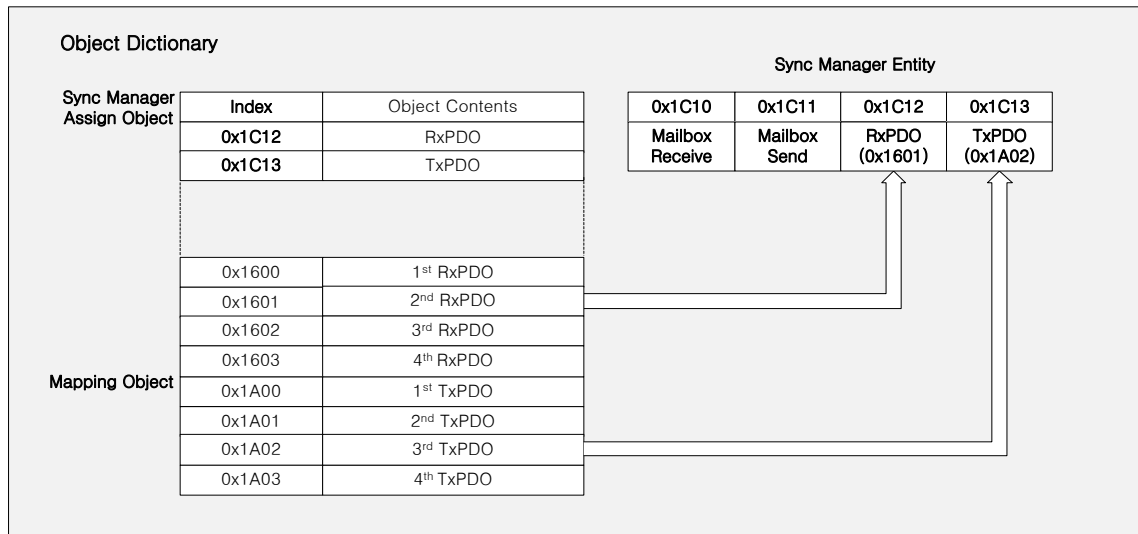 Object Dictionary
Sync Manager Entity
Sync Manager
Assign Object
Index Object Contents
0x1C12 RxPDO
0x1C13 TxPDO
0x1C10 0x1C11 0x1C12 0x1C13
Mailbox Receive Mailbox Send RxPDO (0x1601) TxPDO (0x1A02)
Mapping Object
0x1600 1st RxPDO
0x1601 2nd RxPDO
0x1602 3rd RxPDO
0x1603 4th RxPDO
0x1A00 1st TxPDO
0x1A01 2nd TxPDO
0x1A02 3rd TxPDO
0x1A03 4th TxPDO